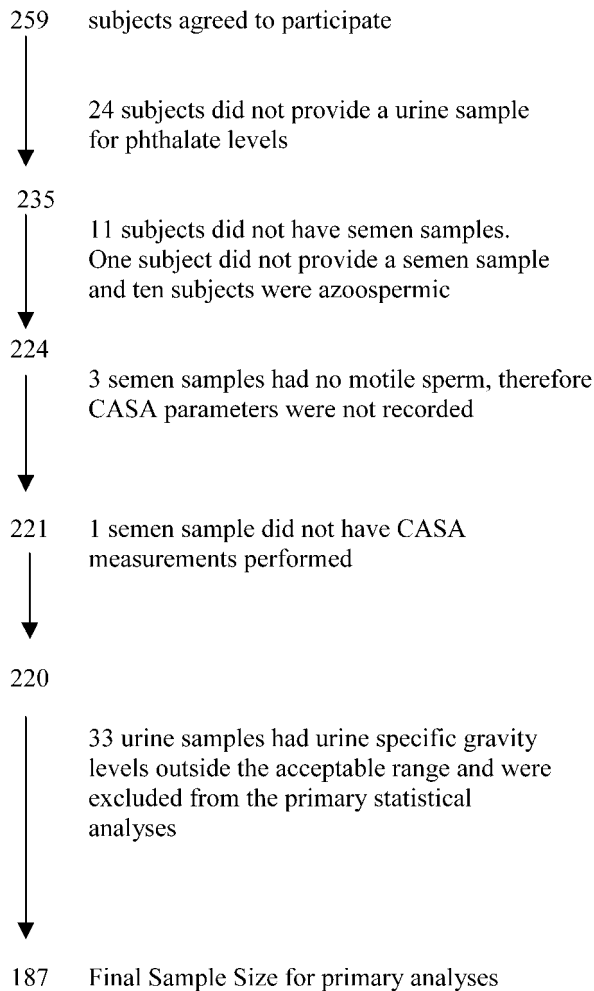 259 subjects agreed to participate
24 subjects did not provide a urine sample
for phthalate levels
235
11 subjects did not have semen samples.
One subject did not provide a semen sample
and ten subjects were azoospermic
224
3 semen samples had no motile sperm, therefore
CASA parameters were not recorded
221 1 semen sample did not have CASA
measurements performed
220
33 urine samples had urine specific gravity
levels outside the acceptable range and were
excluded from the primary statistical
analyses
187 Final Sample Size for primary analyses